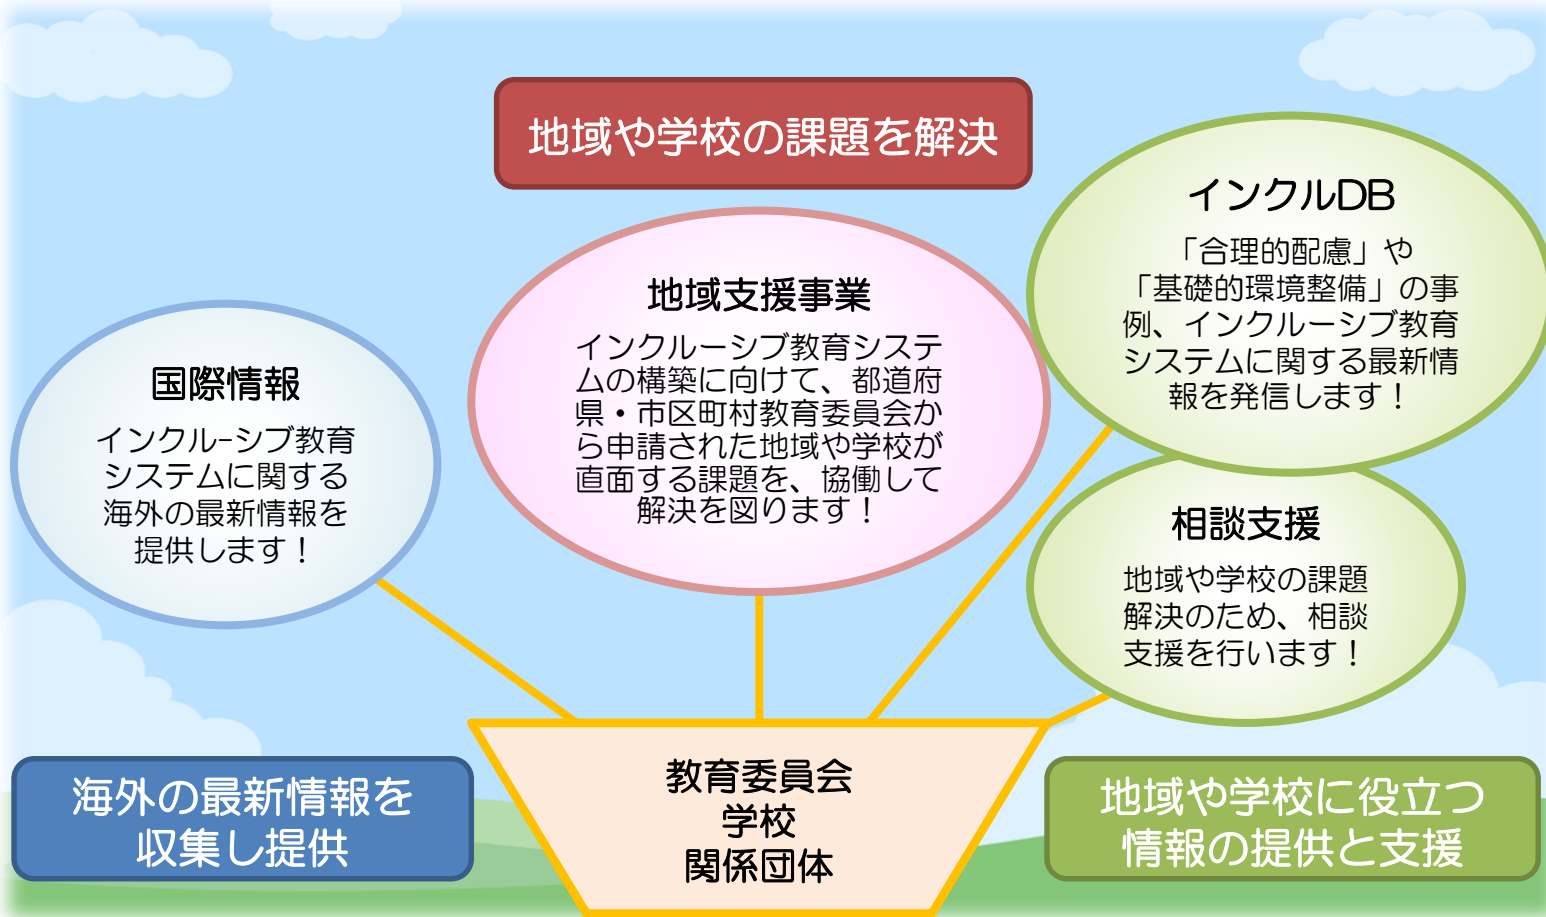 地域や学校の課題を解決
インクルDB
「合理的配慮」や
「基礎的環境整備」の事
例、インクルーシブ教育
システムに関する最新情
報を発信します！
地域支援事業
インクルーシブ教育システ
ムの構築に向けて、都道府
県・市区町村教育委員会か
ら申請された地域や学校が
直面する課題を、協働して
解決を図ります！
国際情報
インクル-シブ教育
システムに関する
海外の最新情報を
提供します！
相談支援
地域や学校の課題
解決のため、相談
支援を行います！
海外の最新情報を
収集し提供
教育委員会
学校
関係団体
地域や学校に役立つ
情報の提供と支援